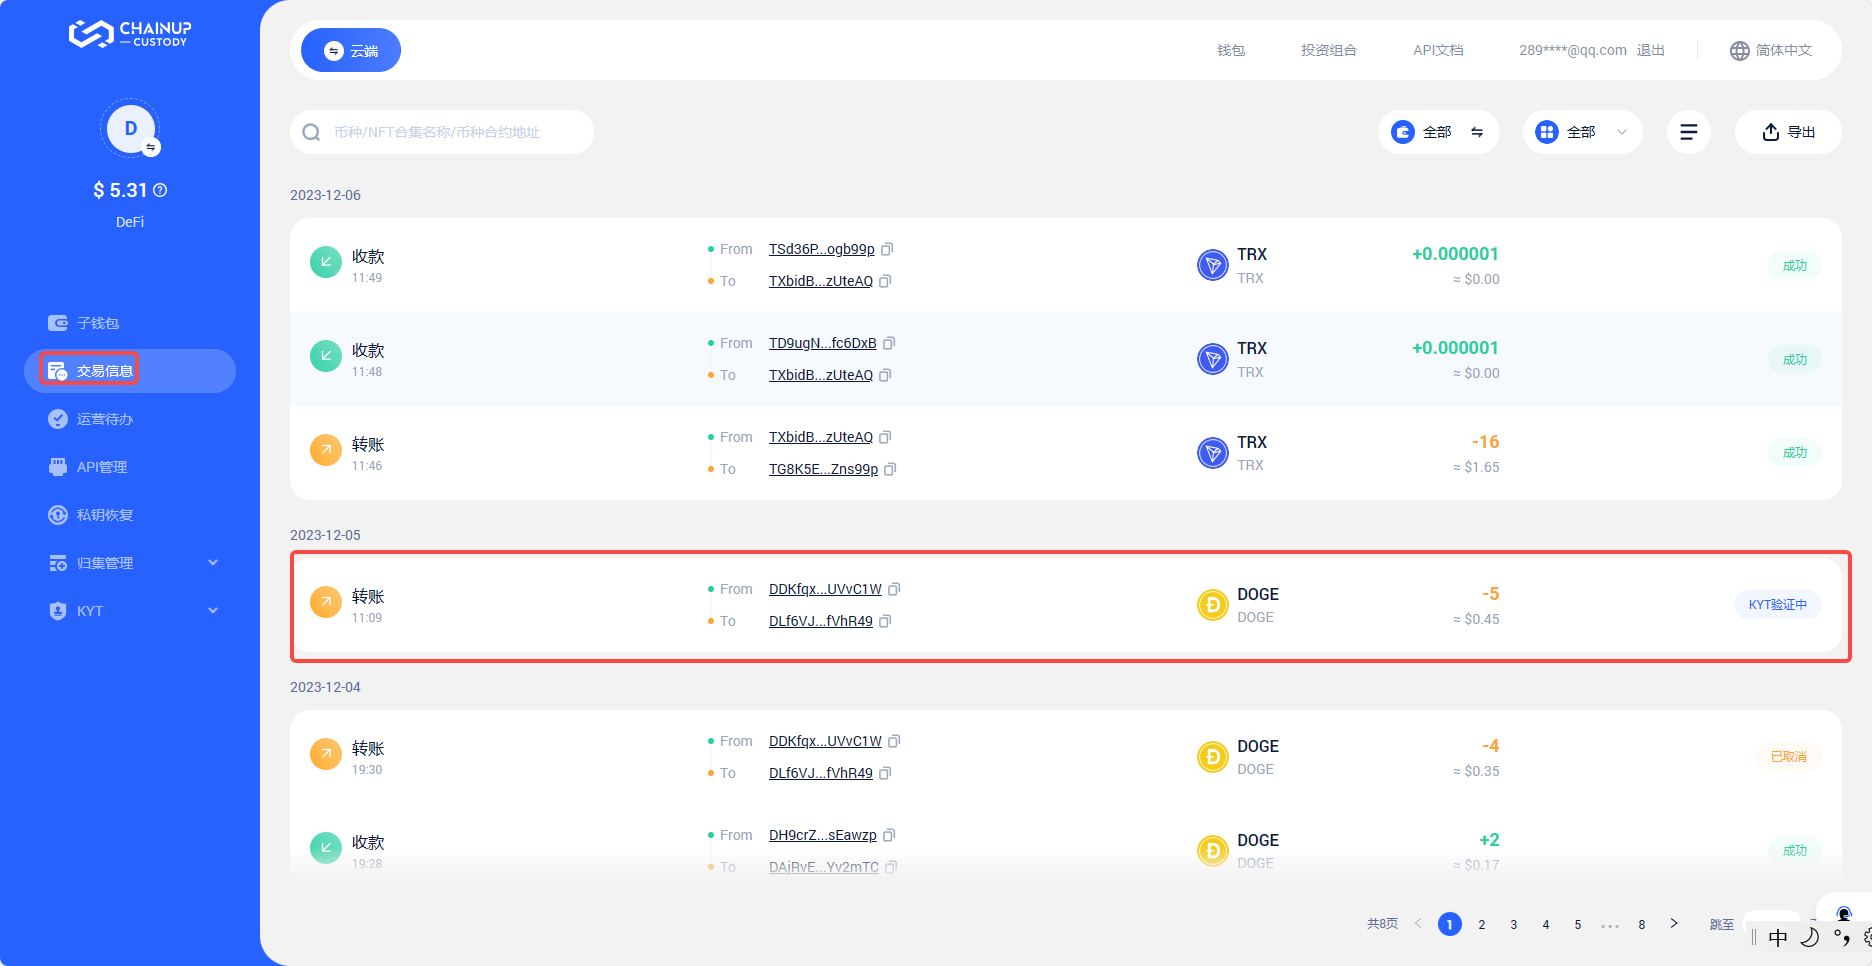 CHAINUP
CUSTODY
D
$ 5.31
DeFi
子钱包
交易信息
运营待办
API管理
私钥恢复
归集管理
KYT
云端
钱包
投资组合
API文档
289****@qq.com 退出
简体中文
币种/NFT合集名称/币种合约地址
全部
全部
导出
2023-12-06
收款
11:49
From TSd36P...ogb99p
To TXbidB...zUteAQ
TRX
TRX
+0.000001
≈ $0.00
成功
收款
11:48
From TD9ugN...fc6DxB
To TXbidB...zUteAQ
TRX
TRX
+0.000001
≈ $0.00
成功
转账
11:46
From TXbidB...zUteAQ
To TG8K5E...Zns99p
TRX
TRX
-16
≈ $1.65
成功
2023-12-05
转账
11:09
From DDKfqx...UVvC1W
To DLf6VJ...fVhR49
DOGE
DOGE
-5
≈ $0.45
KYT验证中
2023-12-04
转账
19:30
From DDKfqx...UVvC1W
To DLf6VJ...fVhR49
DOGE
DOGE
-4
≈ $0.35
已取消
收款
19:28
From DH9crZ...sEawzp
To DAjRvE...Yv2mTC
DOGE
DOGE
+2
≈ $0.17
成功
共8页 < 1 2 3 4 5 ••• 8 > 跳至
中